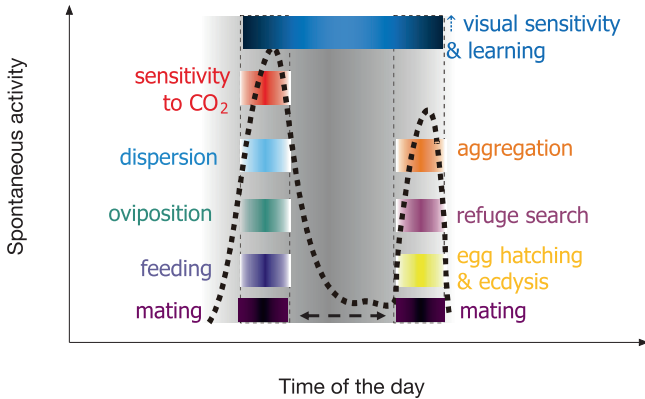 ⇡ visual sensitivity
& learning
sensitivity
to CO₂
dispersion
aggregation
oviposition
refuge search
feeding
egg hatching
& ecdysis
mating
mating
Spontaneous activity
Time of the day